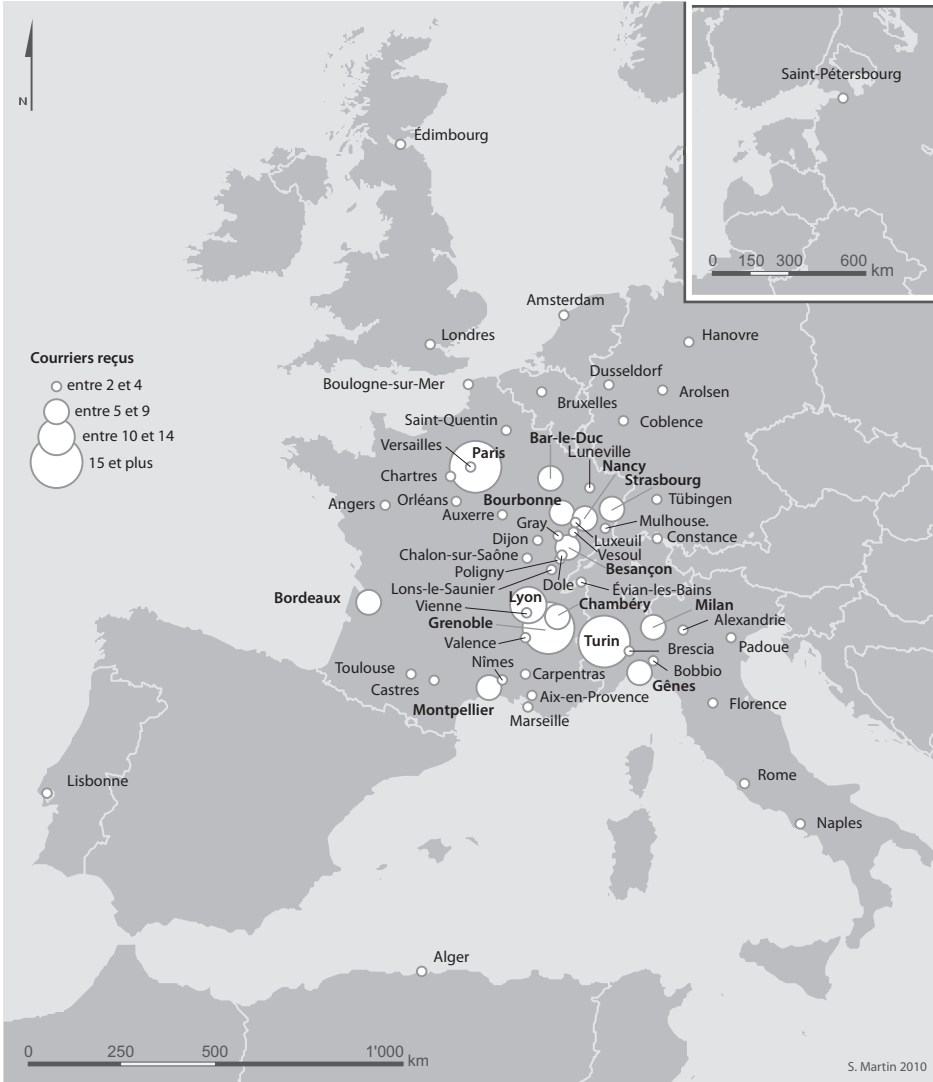 Saint-Pétersbourg
0 150 300 600 km
N
Édimbourg
Amsterdam
Londres
Hanovre
Courriers reçus
entre 2 et 4
entre 5 et 9
entre 10 et 14
15 et plus
Dusseldorf
Boulogne-sur-Mer
Arolsen
Bruxelles
Saint-Quentin
Coblence
Bar-le-Duc
Versailles
Luneville
Paris
Nancy
Chartres
Strasbourg
Angers
Orléans
Bourbonne
Tübingen
Auxerre
Gray
Mulhouse.
Dijon
Luxeuil
Constance
Chalon-sur-Saône
Vesoul
Poligny
Besançon
Lons-le-Saunier
Dole
Évian-les-Bains
Bordeaux
Lyon
Vienne
Chambéry
Milan
Grenoble
Alexandrie
Valence
Turin
Brescia
Padoue
Nîmes
Toulouse
Carpentras
Bobbio
Castres
Gênes
Aix-en-Provence
Montpellier
Florence
Marseille
Lisbonne
Rome
Naples
Alger
0 250 500 1'000 km
S. Martin 2010